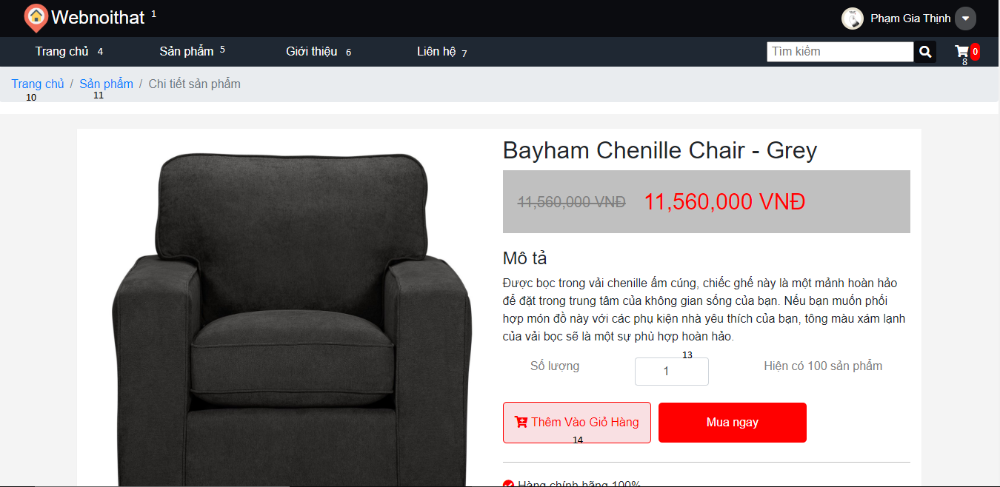 Webnoithat 1
Phạm Gia Thịnh
Trang chủ 4 Sản phẩm 5 Giới thiệu 6 Liên hệ 7
Tìm kiếm
0
8
Trang chủ / Sản phẩm / Chi tiết sản phẩm
10 11
Bayham Chenille Chair - Grey
11,560,000 VNĐ 11,560,000 VNĐ
Mô tả
Được bọc trong vải chenille ấm cúng, chiếc ghế này là một mảnh hoàn hảo
để đặt trong trung tâm của không gian sống của bạn. Nếu bạn muốn phối
hợp món đồ này với các phụ kiện nhà yêu thích của bạn, tông màu xám lạnh
của vải bọc sẽ là một sự phù hợp hoàn hảo.
13
Số lượng 1 Hiện có 100 sản phẩm
Thêm Vào Giỏ Hàng Mua ngay
14
Hàng chính hãng 100%